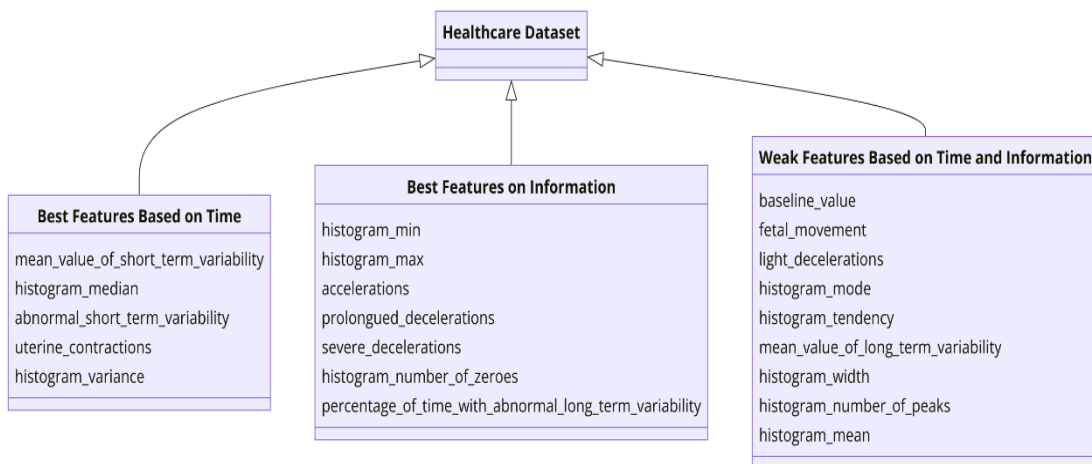 Healthcare Dataset
Best Features Based on Time
mean_value_of_short_term_variability
histogram_median
abnormal_short_term_variability
uterine_contractions
histogram_variance
Best Features on Information
histogram_min
histogram_max
accelerations
prolongued_decelerations
severe_decelerations
histogram_number_of_zeroes
percentage_of_time_with_abnormal_long_term_variability
Weak Features Based on Time and Information
baseline_value
fetal_movement
light_decelerations
histogram_mode
histogram_tendency
mean_value_of_long_term_variability
histogram_width
histogram_number_of_peaks
histogram_mean